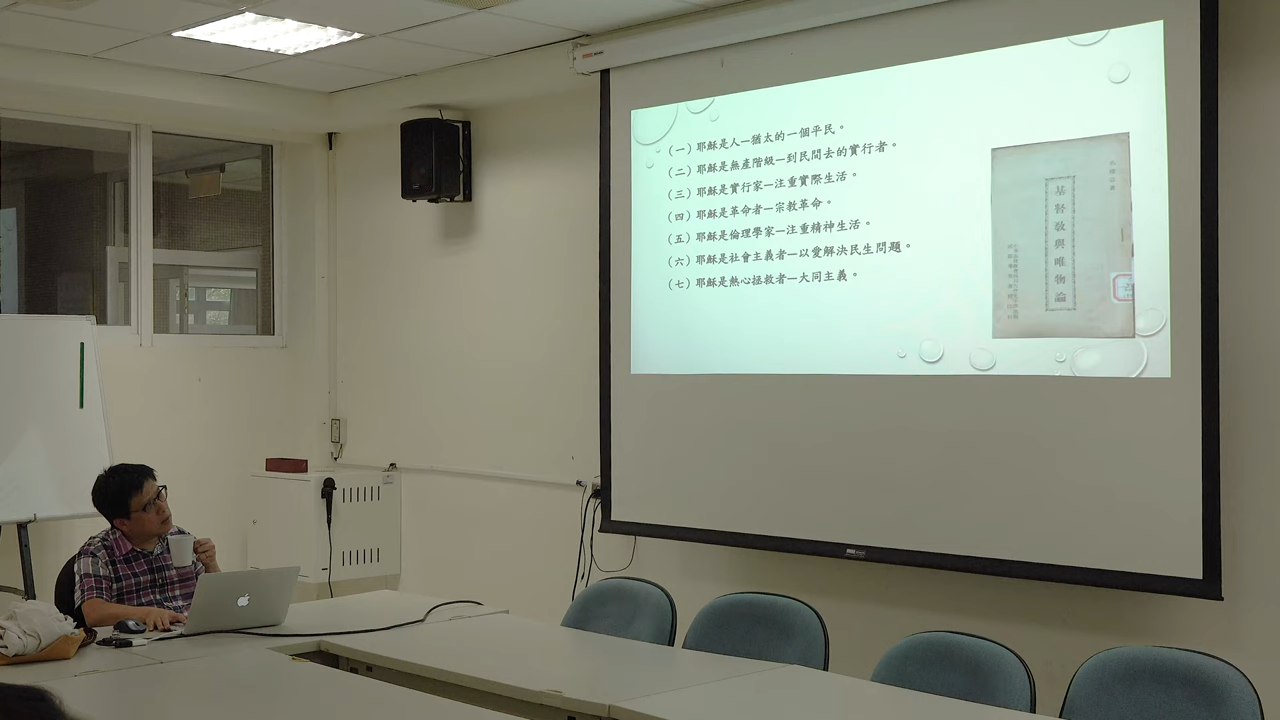 （一）耶穌是人—猶太的一個平民。
（二）耶穌是無產階級—到民間去的實行者。
（三）耶穌是實行家—注重實際生活。
（四）耶穌是革命者—宗教革命。
（五）耶穌是倫理學家—注重精神生活。
（六）耶穌是社會主義者—以愛解決民生問題。
（七）耶穌是熱心拯救者—大同主義。
基督教與唯物論